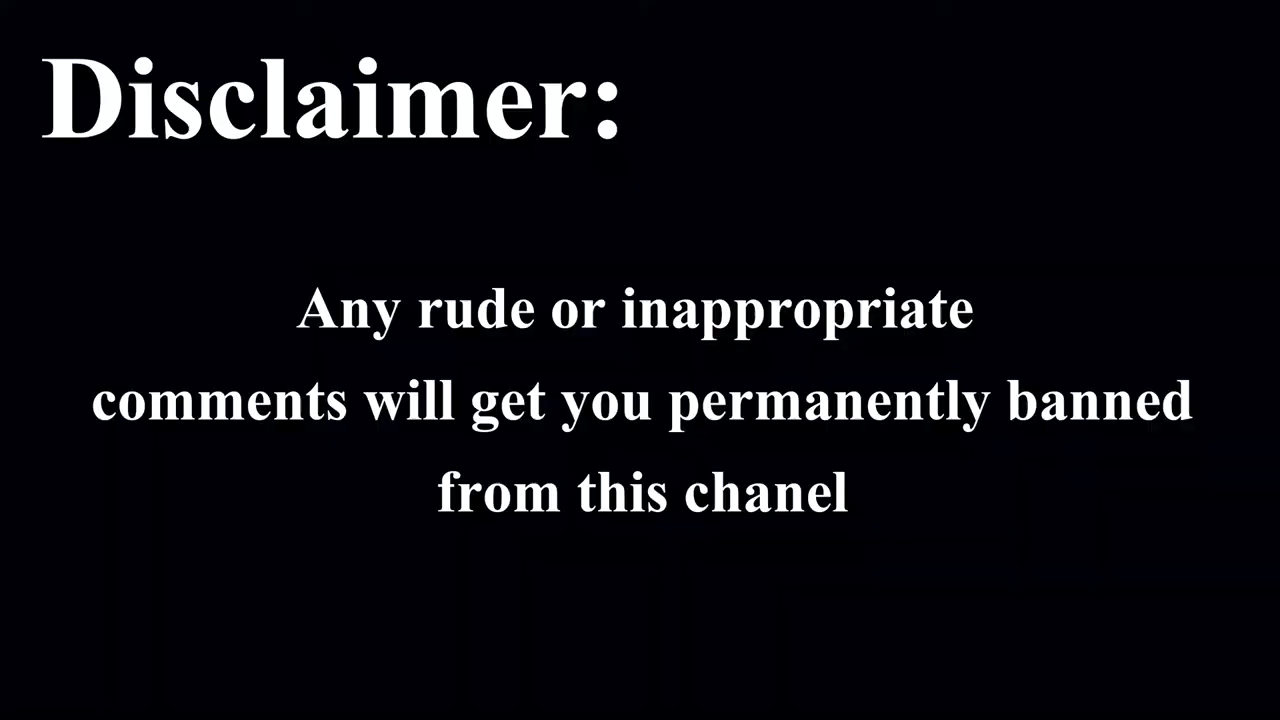 Disclaimer:
Any rude or inappropriate
comments will get you permanently banned
from this chanel